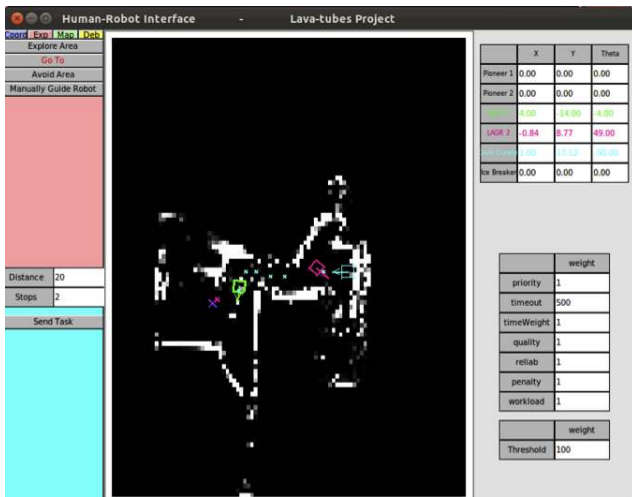 Human-Robot Interface - Lava-tubes Project
Coord Exp Map Deb
Explore Area
Go To
Avoid Area
Manually Guide Robot
Distance 20
Stops 2
Send Task
X Y Theta
Pioneer 1 0.00 0.00 0.00
Pioneer 2 0.00 0.00 0.00
4.00 -14.00 -4.00
LAGR 2 -0.84 8.77 49.00
Ice Breaker 0.00 0.00 0.00
weight
priority 1
timeout 500
timeWeight 1
quality 1
reliab 1
penalty 1
workload 1
weight
Threshold 100